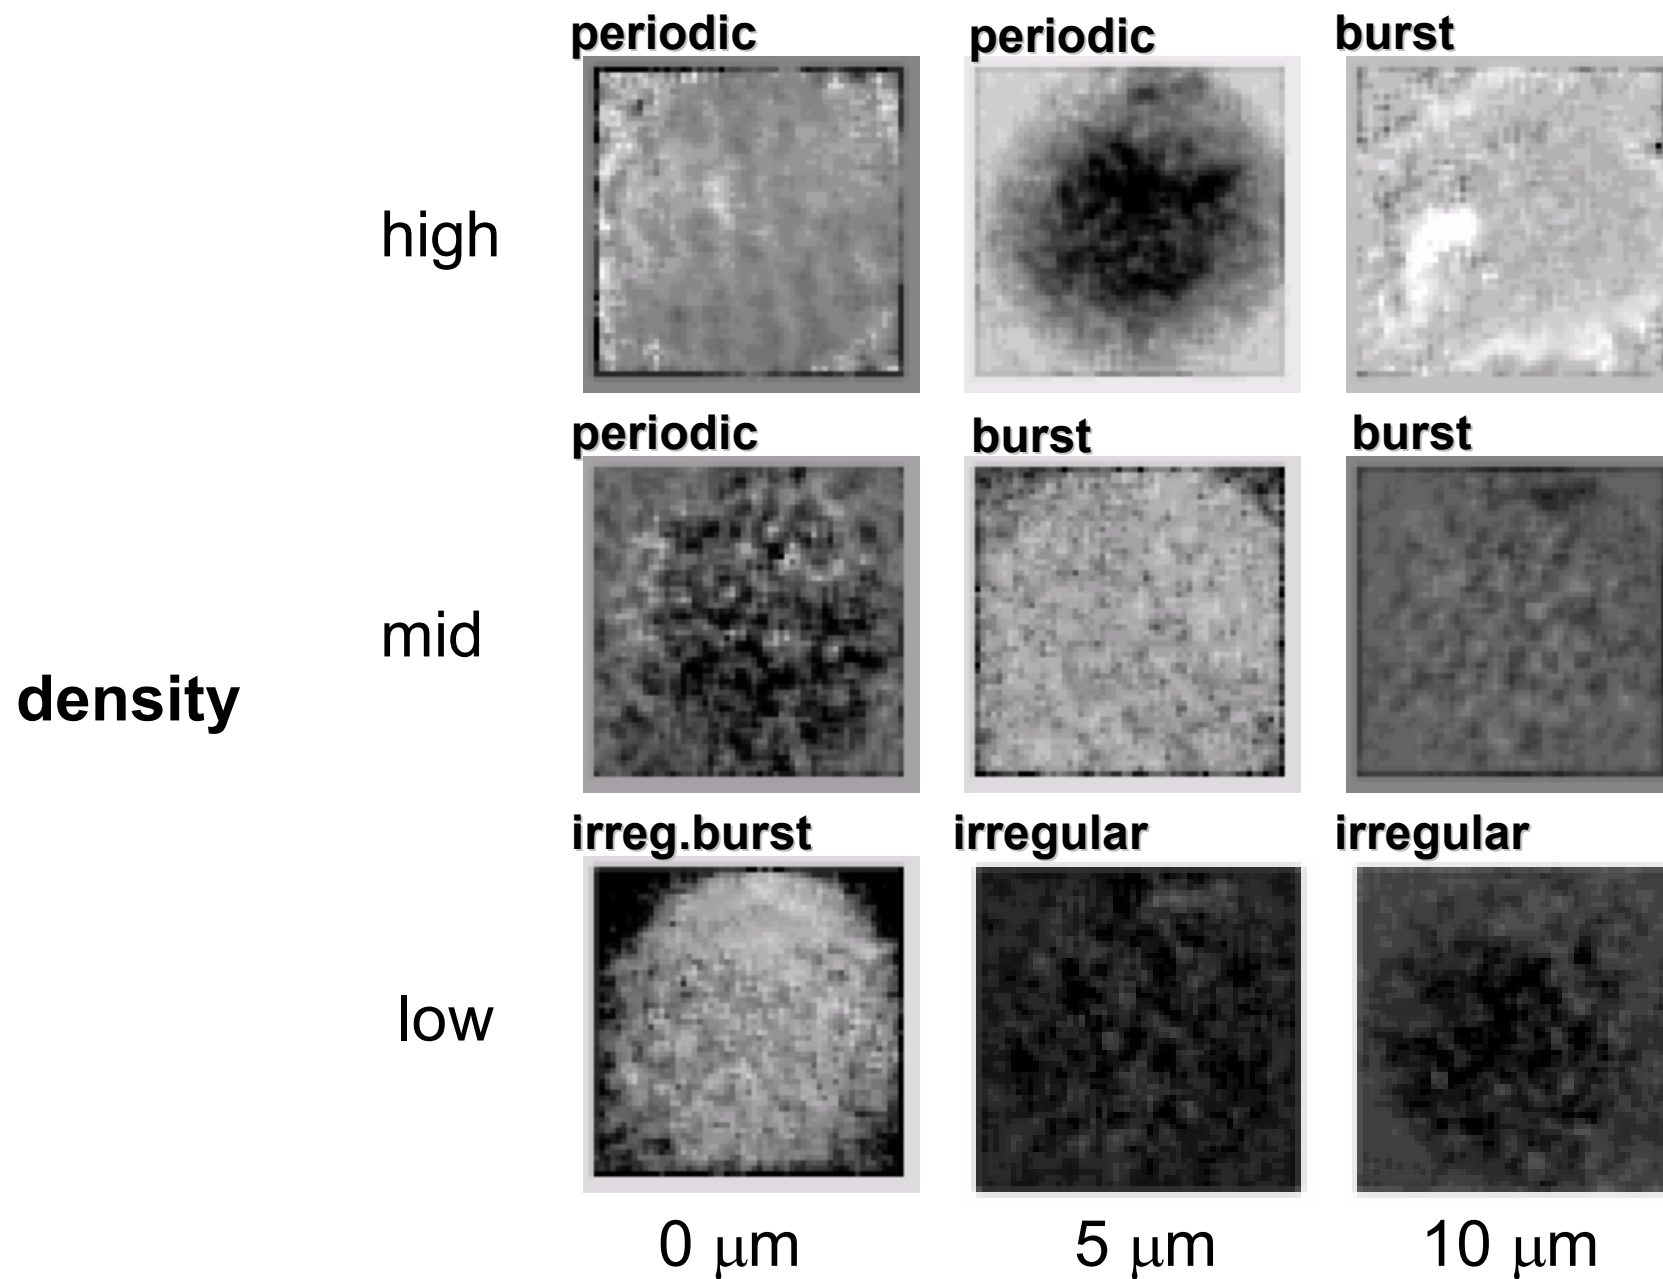 periodic periodic burst
high
periodic burst burst
mid
density
irreg.burst irregular irregular
low
0 μm 5 μm 10 μm